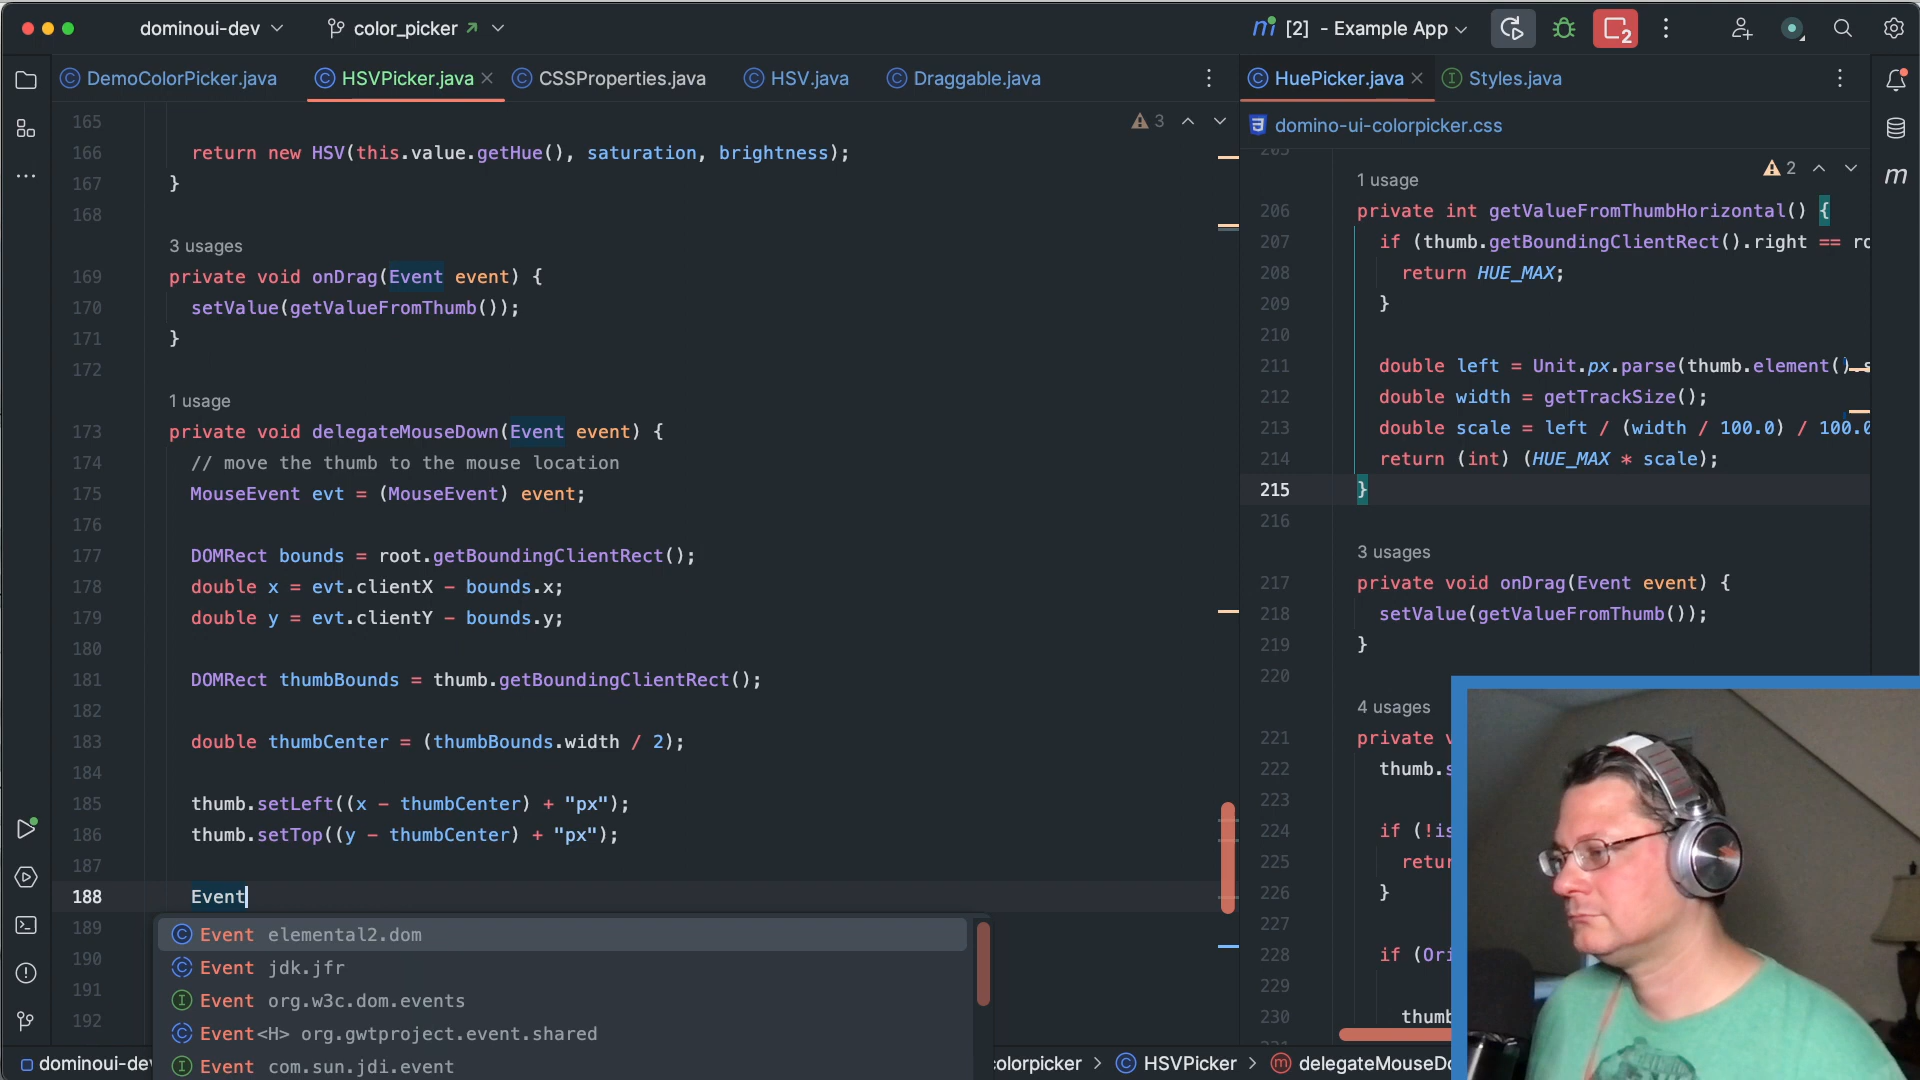 dominoui-dev
color_picker
[2] - Example App
2
DemoColorPicker.java
HSVPicker.java
CSSProperties.java
HSV.java
Draggable.java
HuePicker.java
Styles.java
domino-ui-colorpicker.css
165
3
166 return new HSV(this.value.getHue(), saturation, brightness);
167 }
168
3 usages
169 private void onDrag(Event event) {
170 setValue(getValueFromThumb());
171 }
172
1 usage
173 private void delegateMouseDown(Event event) {
174 // move the thumb to the mouse location
175 MouseEvent evt = (MouseEvent) event;
176
177 DOMRect bounds = root.getBoundingClientRect();
178 double x = evt.clientX - bounds.x;
179 double y = evt.clientY - bounds.y;
180
181 DOMRect thumbBounds = thumb.getBoundingClientRect();
182
183 double thumbCenter = (thumbBounds.width / 2);
184
185 thumb.setLeft((x - thumbCenter) + "px");
186 thumb.setTop((y - thumbCenter) + "px");
187
188 Event
189
190
191
192
Event elemental2.dom
Event jdk.jfr
Event org.w3c.dom.events
Event<H> org.gwtproject.event.shared
Event com.sun.jdi.event
2
1 usage
206 private int getValueFromThumbHorizontal() {
207 if (thumb.getBoundingClientRect().right == ro
208 return HUE_MAX;
209 }
210
211 double left = Unit.px.parse(thumb.element().s
212 double width = getTrackSize();
213 double scale = left / (width / 100.0) / 100.0
214 return (int) (HUE_MAX * scale);
215 }
216
3 usages
217 private void onDrag(Event event) {
218 setValue(getValueFromThumb());
219 }
220
4 usages
221 private v
222 thumb.s
223
224 if (!is
225 retur
226 }
227
228 if (Ori
229
230 thumb
dominoui-dev
colorpicker > HSVPicker > delegateMouseDo
m